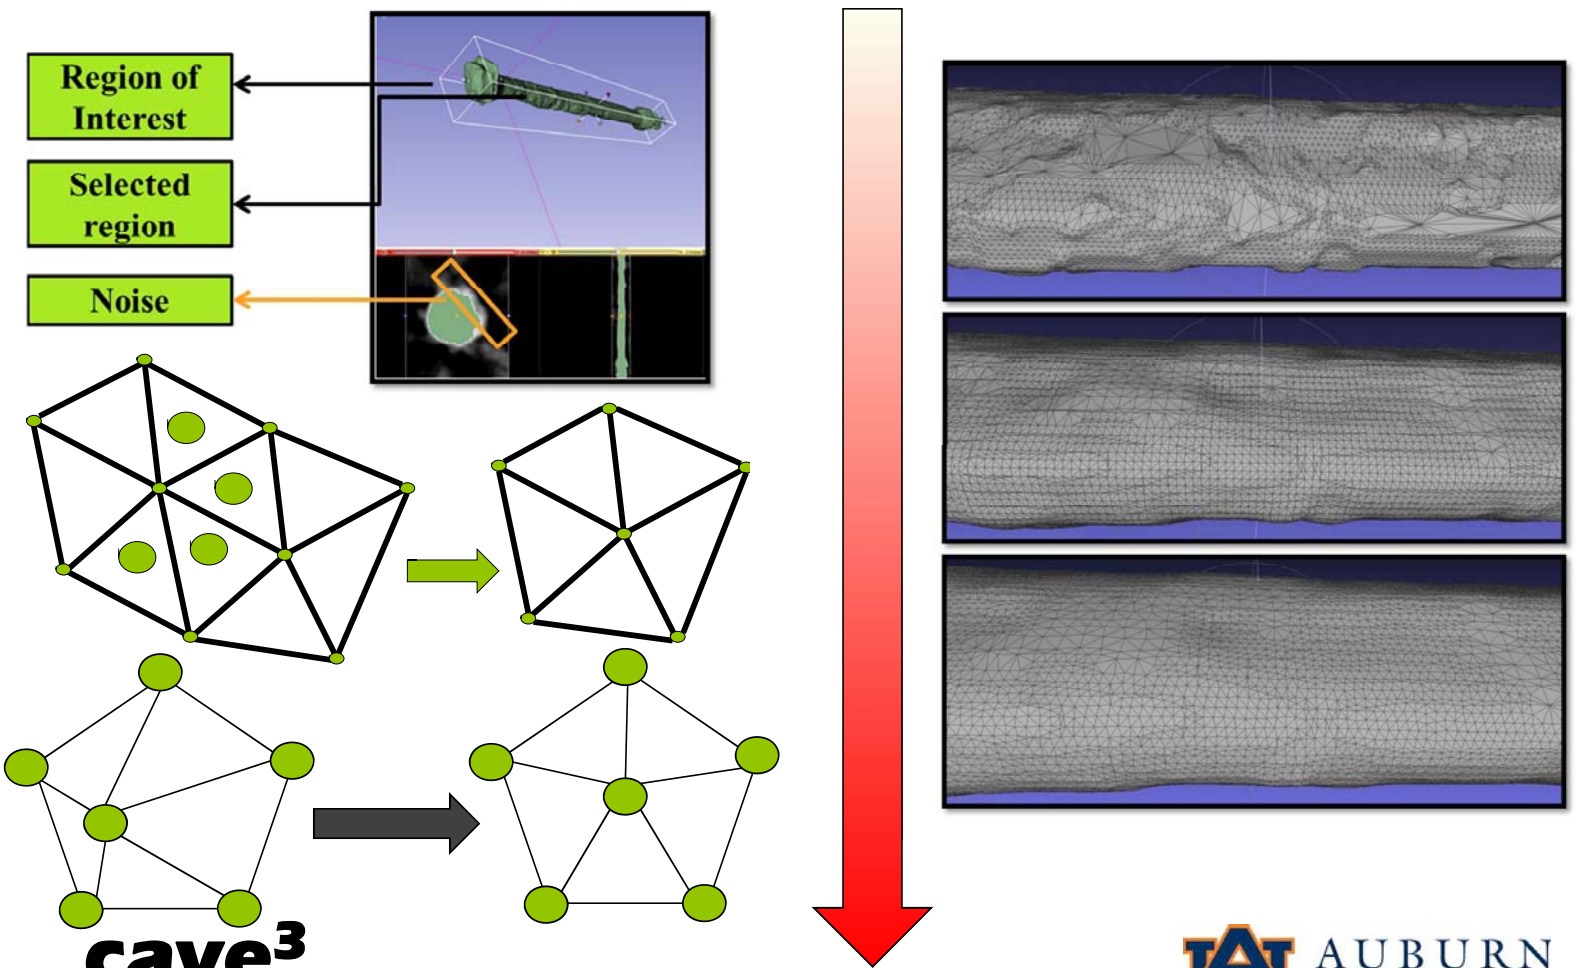 Region of
Interest
Selected
region
Noise
cave³
AUBURN